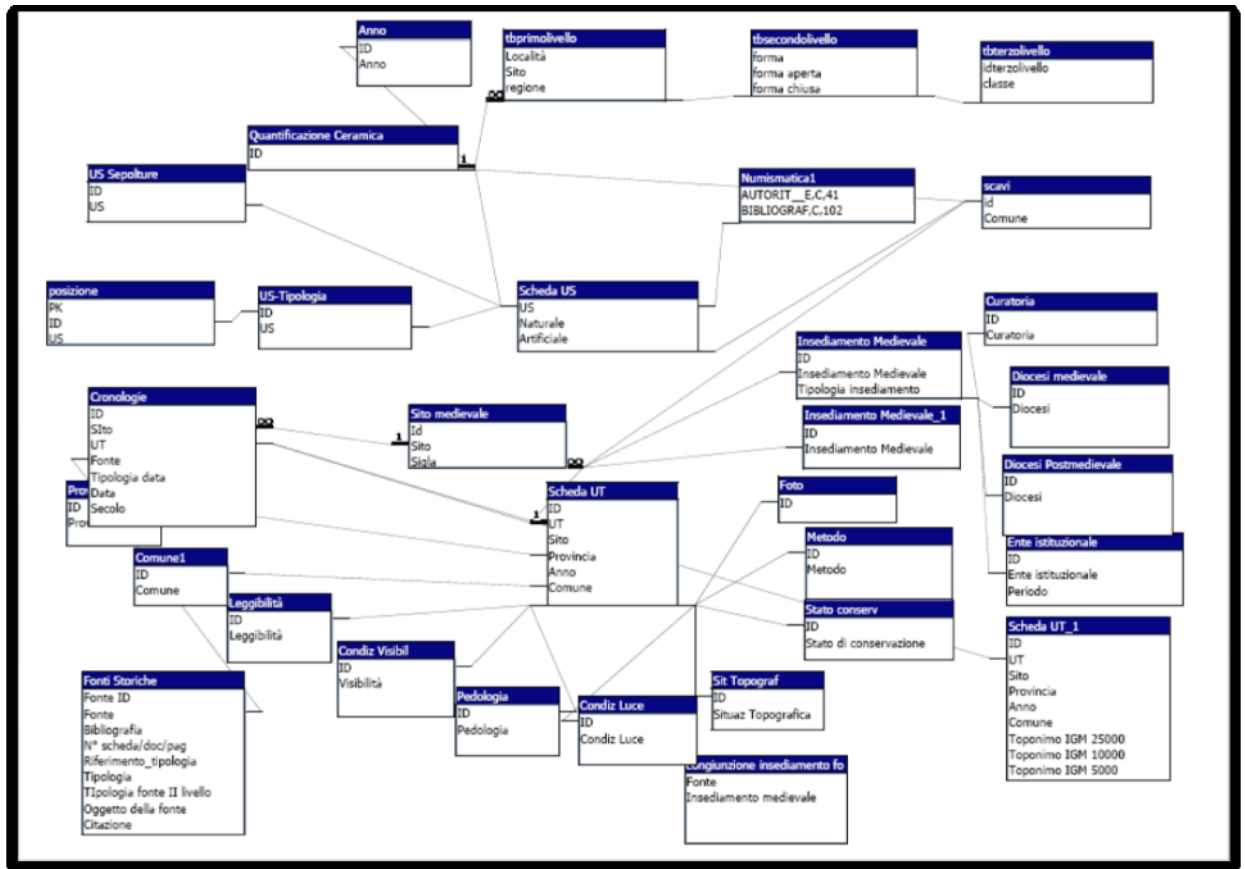 Anno
ID
Anno
tbprimolivello
Località
Sito
regione
tbsecondolivello
forma
forma aperta
forma chiusa
tbterzolivello
idterzolivello
classe
Quantificazione Ceramica
ID
US Sepolture
ID
US
Numismatica1
AUTORIT__E,C,41
BIBLIOGRAF,C,102
scavi
id
Comune
posizione
PK
ID
US
US-Tipologia
ID
US
Scheda US
US
Naturale
Artificiale
Curatoria
ID
Curatoria
Insediamento Medievale
ID
Insediamento Medievale
Tipologia insediamento
Diocesi medievale
ID
Diocesi
Cronologie
ID
SIto
UT
Fonte
Tipologia data
Data
Secolo
Sito medievale
Id
Sito
Sigla
Insediamento Medievale_1
ID
Insediamento Medievale
Diocesi Postmedievale
ID
Diocesi
Pro
ID
Pro
Scheda UT
ID
UT
Sito
Provincia
Anno
Comune
Foto
ID
Metodo
ID
Metodo
Ente istituzionale
ID
Ente istituzionale
Periodo
Comune1
ID
Comune
Leggibilità
ID
Leggibilità
Stato conserv
ID
Stato di conservazione
Scheda UT_1
ID
UT
Sito
Provincia
Anno
Comune
Toponimo IGM 25000
Toponimo IGM 10000
Toponimo IGM 5000
Condiz Visibil
ID
Visibilità
Fonti Storiche
Fonte ID
Fonte
Bibliografia
N° scheda/doc/pag
Riferimento_tipologia
Tipologia
TIpologia fonte II livello
Oggetto della fonte
Citazione
Pedologia
ID
Pedologia
Condiz Luce
ID
Condiz Luce
Sit Topograf
ID
Situaz Topografica
congiunzione insediamento fo
Fonte
Insediamento medievale
1
∞
1
∞
∞
1